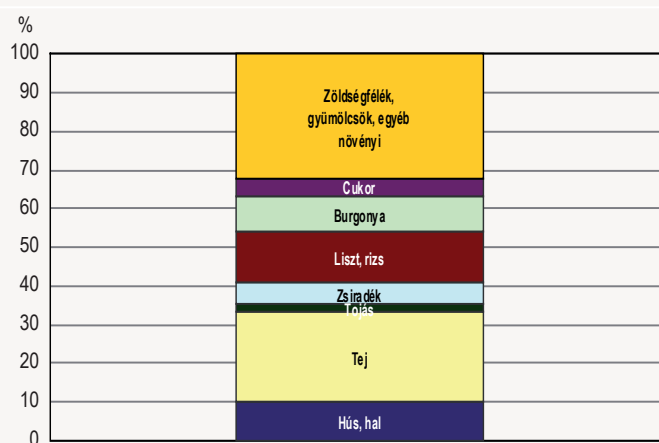 %
100
90
80
70
60
50
40
30
20
10
0
Zöldségfélék,
gyümölcsök, egyéb
növényi
Cukor
Burgonya
Liszt, rizs
Zsiradék
Tojás
Tej
Hús, hal